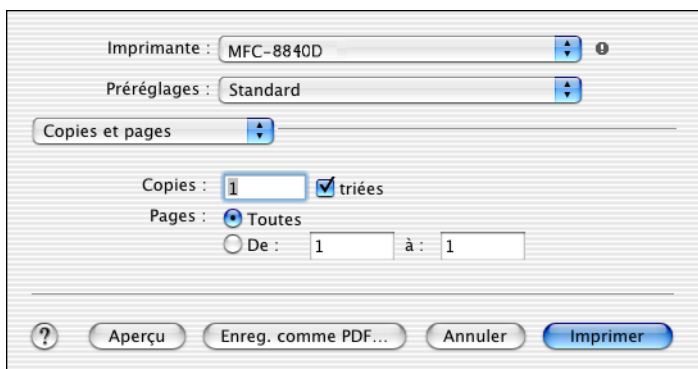 Imprimante : MFC-8840D
Préréglages : Standard
Copies et pages
Copies : 1 triées
Pages : Toutes
De : 1 à : 1
? Aperçu Enreg. comme PDF... Annuler Imprimer